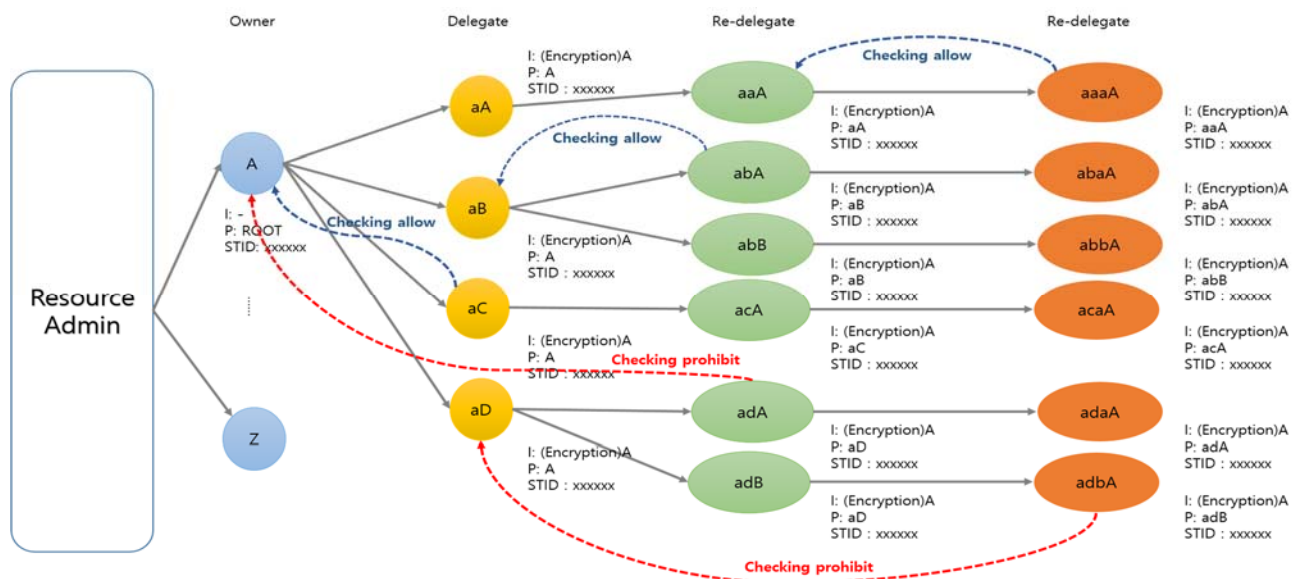 Owner
Delegate
Re-delegate
Re-delegate
I: (Encryption)A
P: A
STID : xxxxxx
Checking allow
aA
aaA
aaaA
I: (Encryption)A
P: aA
STID : xxxxxx
I: (Encryption)A
P: aaA
STID : xxxxxx
Checking allow
A
abA
abaA
I: -
P: ROOT
STID: xxxxxx
Checking allow
aB
I: (Encryption)A
P: aB
STID : xxxxxx
I: (Encryption)A
P: abA
STID : xxxxxx
I: (Encryption)A
P: A
STID : xxxxxx
abB
abbA
I: (Encryption)A
P: aB
STID : xxxxxx
I: (Encryption)A
P: abB
STID : xxxxxx
Resource
Admin
aC
acA
acaA
I: (Encryption)A
P: A
STID : xxxxxx
Checking prohibit
I: (Encryption)A
P: aC
STID : xxxxxx
I: (Encryption)A
P: acA
STID : xxxxxx
Z
aD
adA
adaA
I: (Encryption)A
P: A
STID : xxxxxx
I: (Encryption)A
P: aD
STID : xxxxxx
I: (Encryption)A
P: adA
STID : xxxxxx
adB
adbA
I: (Encryption)A
P: aD
STID : xxxxxx
I: (Encryption)A
P: adB
STID : xxxxxx
Checking prohibit